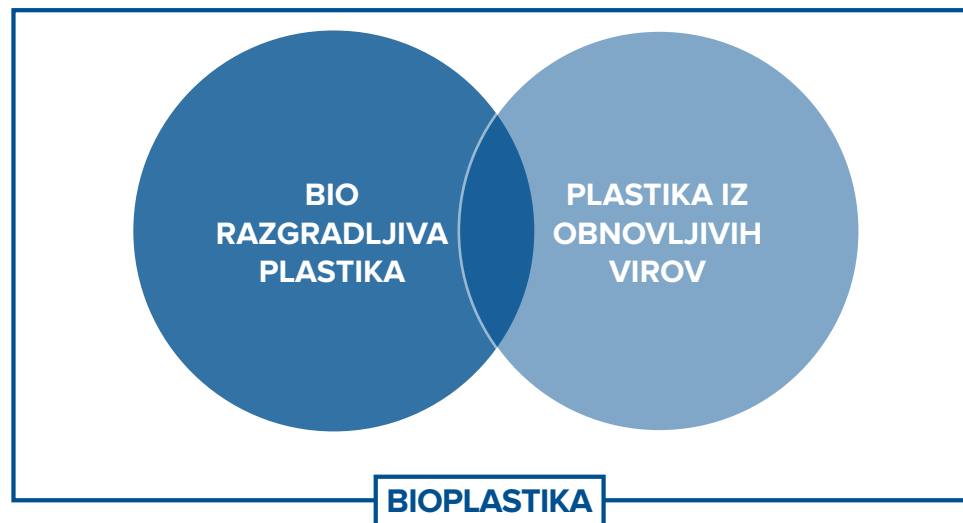 BIO
RAZGRADLJIVA
PLASTIKA
PLASTIKA IZ
OBNOVLJIVIH
VIROV
BIOPLASTIKA